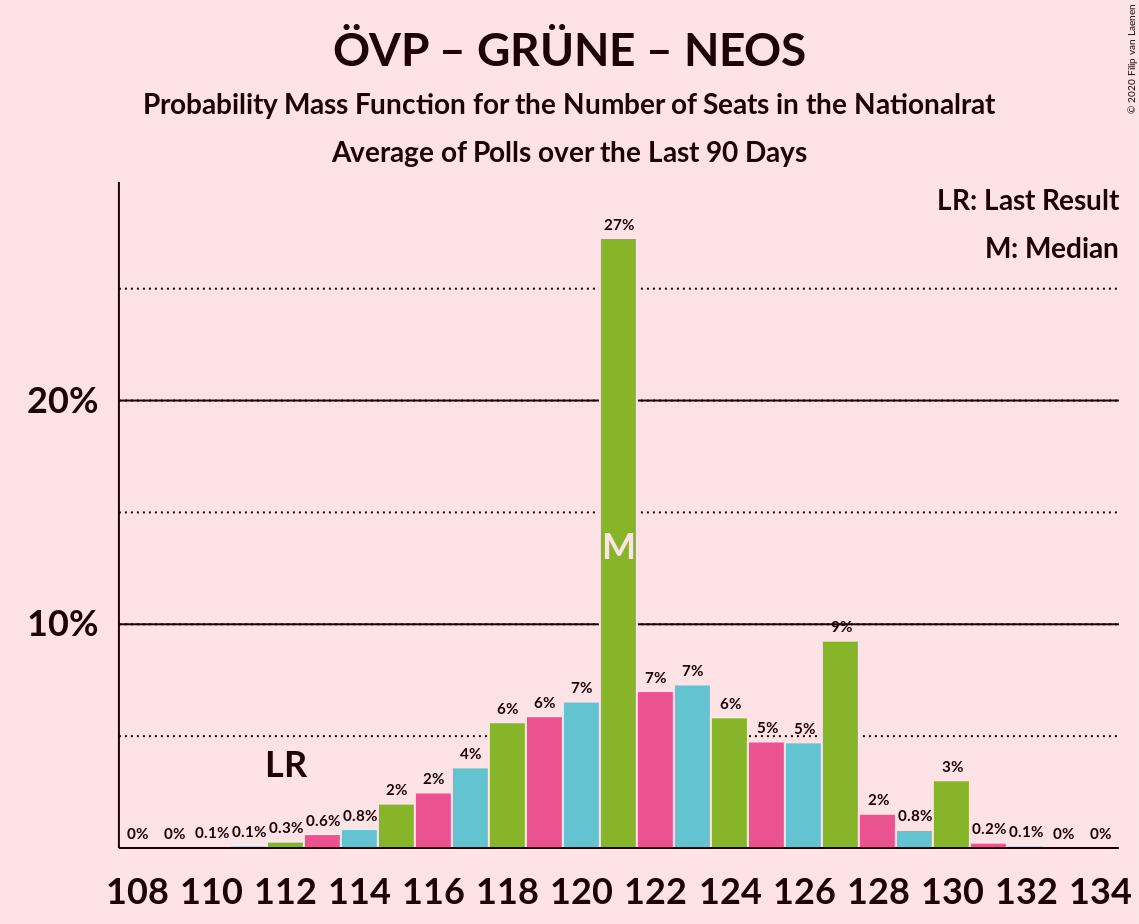 ÖVP – GRÜNE – NEOS
Probability Mass Function for the Number of Seats in the Nationalrat
Average of Polls over the Last 90 Days
© 2020 Filip van Laenen
LR: Last Result
M: Median
27%
20%
M
10%
9%
7%
7%
7%
6%
6%
6%
5%
5%
4%
LR
3%
2%
2%
2%
0% 0% 0.1% 0.1% 0.3% 0.6% 0.8% 0.8% 0.2% 0.1% 0% 0%
108 110 112 114 116 118 120 122 124 126 128 130 132 134